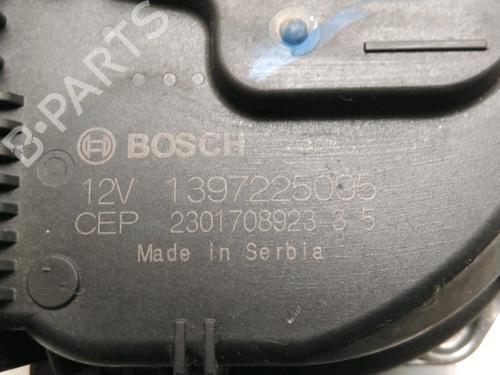 B-PARTS
BOSCH
12V 1397225095
CEP 2301708923 3 5
Made in Serbia